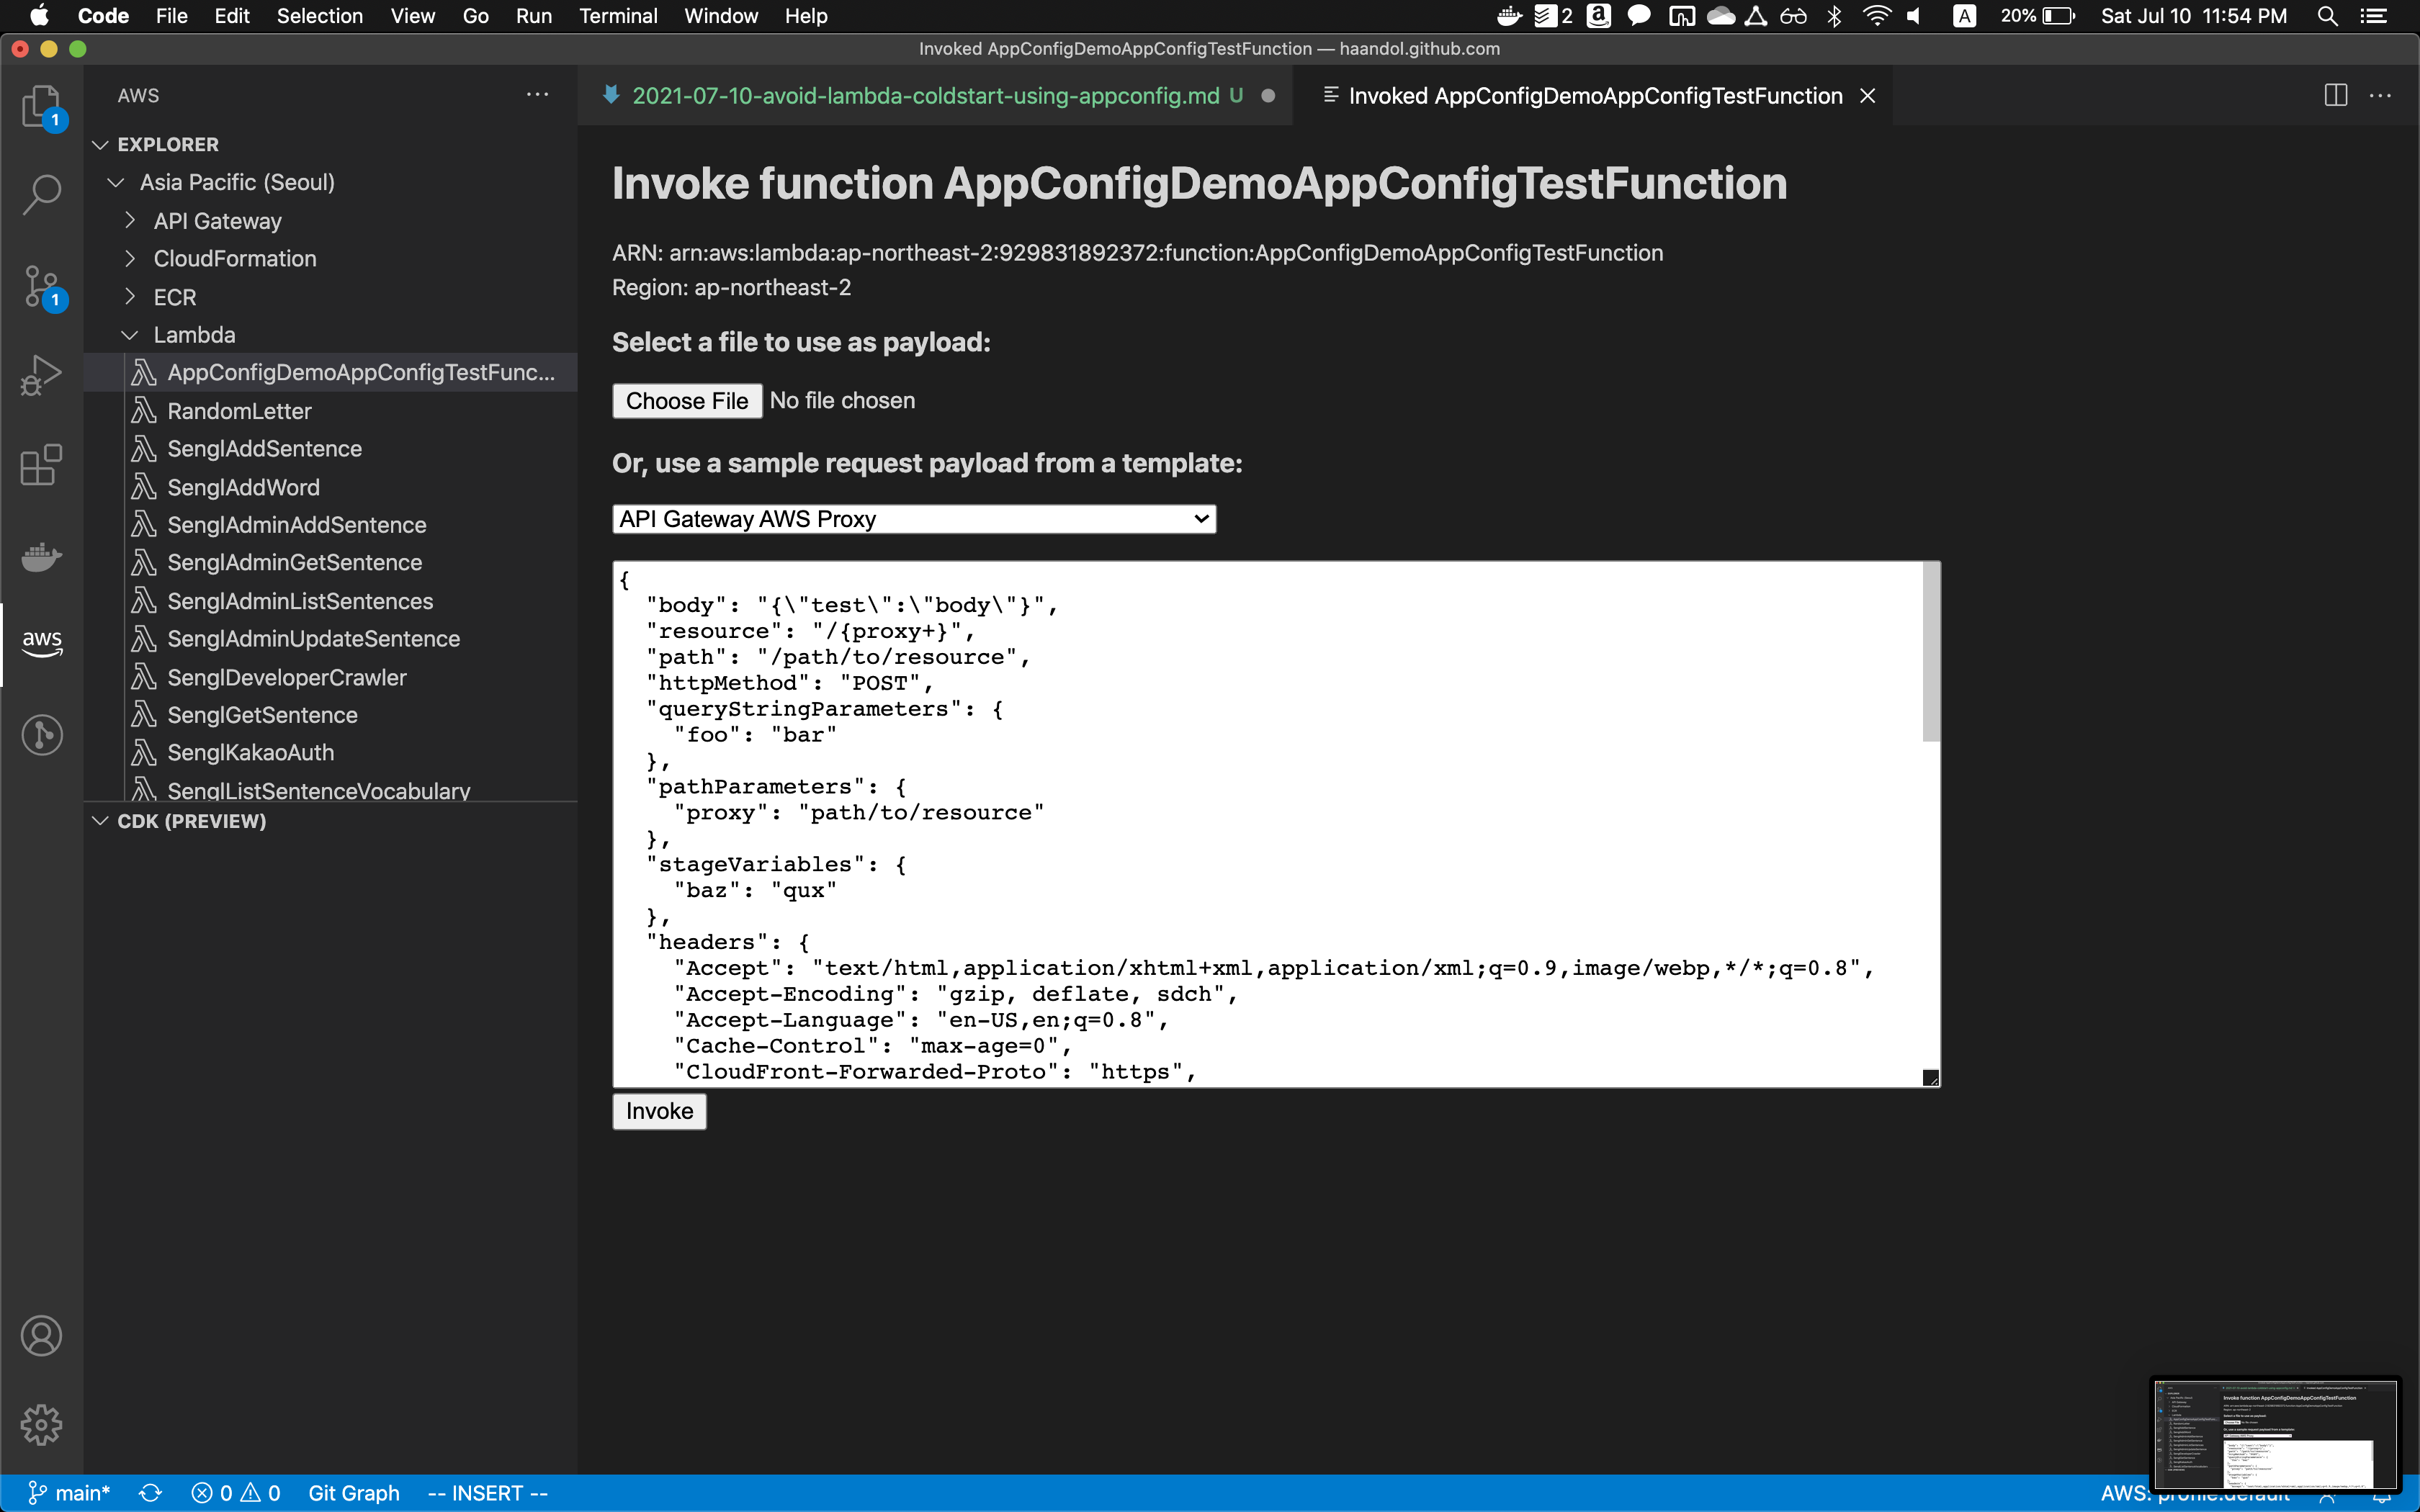 Code File Edit Selection View Go Run Terminal Window Help 2 A 20% Sat Jul 10 11:54 PM
Invoked AppConfigDemoAppConfigTestFunction — haandol.github.com
AWS
2021-07-10-avoid-lambda-coldstart-using-appconfig.md U
Invoked AppConfigDemoAppConfigTestFunction
1
1
aws
EXPLORER
Asia Pacific (Seoul)
API Gateway
CloudFormation
ECR
Lambda
AppConfigDemoAppConfigTestFunc...
RandomLetter
SenglAddSentence
SenglAddWord
SenglAdminAddSentence
SenglAdminGetSentence
SenglAdminListSentences
SenglAdminUpdateSentence
SenglDeveloperCrawler
SenglGetSentence
SenglKakaoAuth
SenglListSentenceVocabulary
CDK (PREVIEW)
Invoke function AppConfigDemoAppConfigTestFunction
ARN: arn:aws:lambda:ap-northeast-2:929831892372:function:AppConfigDemoAppConfigTestFunction
Region: ap-northeast-2
Select a file to use as payload:
Choose File No file chosen
Or, use a sample request payload from a template:
API Gateway AWS Proxy
{
"body": "{\"test\":\"body\"}",
"resource": "/{proxy+}",
"path": "/path/to/resource",
"httpMethod": "POST",
"queryStringParameters": {
"foo": "bar"
},
"pathParameters": {
"proxy": "path/to/resource"
},
"stageVariables": {
"baz": "qux"
},
"headers": {
"Accept": "text/html,application/xhtml+xml,application/xml;q=0.9,image/webp,*/*;q=0.8",
"Accept-Encoding": "gzip, deflate, sdch",
"Accept-Language": "en-US,en;q=0.8",
"Cache-Control": "max-age=0",
"CloudFront-Forwarded-Proto": "https",
Invoke
main* 0 0 Git Graph -- INSERT -- AWS: profile:default